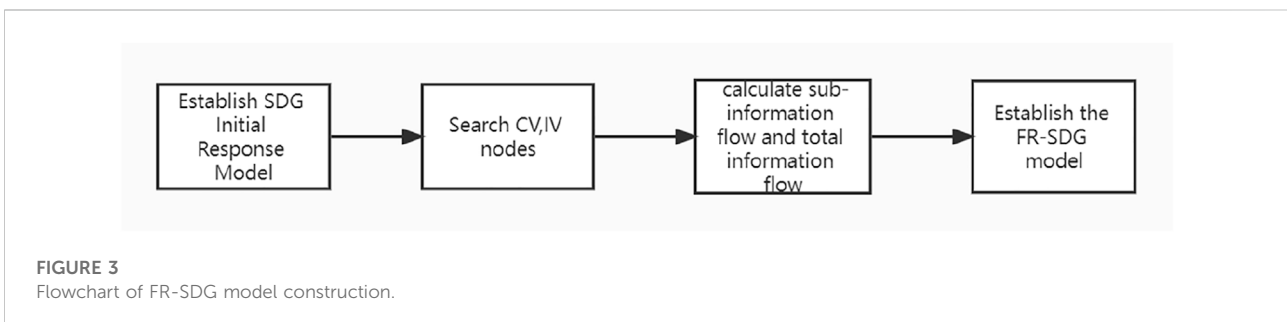 Establish SDG
Initial
Response
Model
Search CV,IV
nodes
calculate sub-
information
flow and total
information
flow
Establish the
FR-SDG
model
FIGURE 3
Flowchart of FR-SDG model construction.